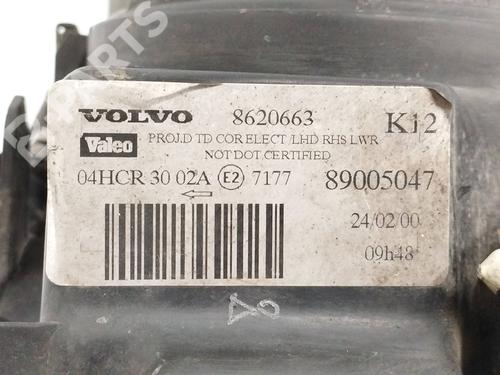 B-PARTS
VOLVO 8620663 K12
Valeo PROJ.D TD COR ELECT /LHD RHS LWR
NOT DOT CERTIFIED
04HCR 30 02A E2 7177 89005047
24/02/00
09h48